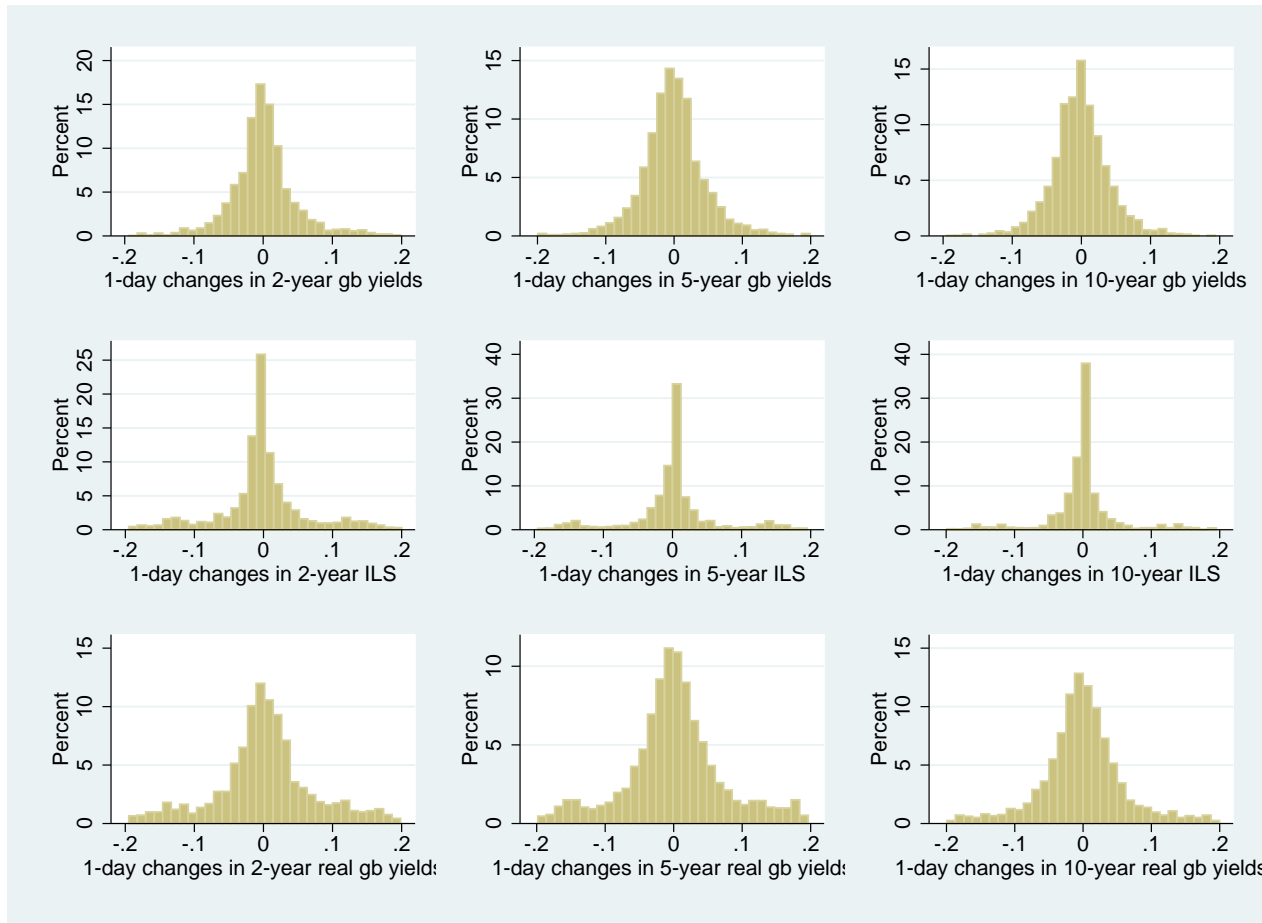 Percent
0 5 10 15 20
-.2 -.1 0 .1 .2
1-day changes in 2-year gb yields
Percent
0 5 10 15
-.2 -.1 0 .1 .2
1-day changes in 5-year gb yields
Percent
0 5 10 15
-.2 -.1 0 .1 .2
1-day changes in 10-year gb yields
Percent
0 5 10 15 20 25
-.2 -.1 0 .1 .2
1-day changes in 2-year ILS
Percent
0 10 20 30 40
-.2 -.1 0 .1 .2
1-day changes in 5-year ILS
Percent
0 10 20 30 40
-.2 -.1 0 .1 .2
1-day changes in 10-year ILS
Percent
0 5 10 15
-.2 -.1 0 .1 .2
1-day changes in 2-year real gb yields
Percent
0 5 10
-.2 -.1 0 .1 .2
1-day changes in 5-year real gb yields
Percent
0 5 10 15
-.2 -.1 0 .1 .2
1-day changes in 10-year real gb yields